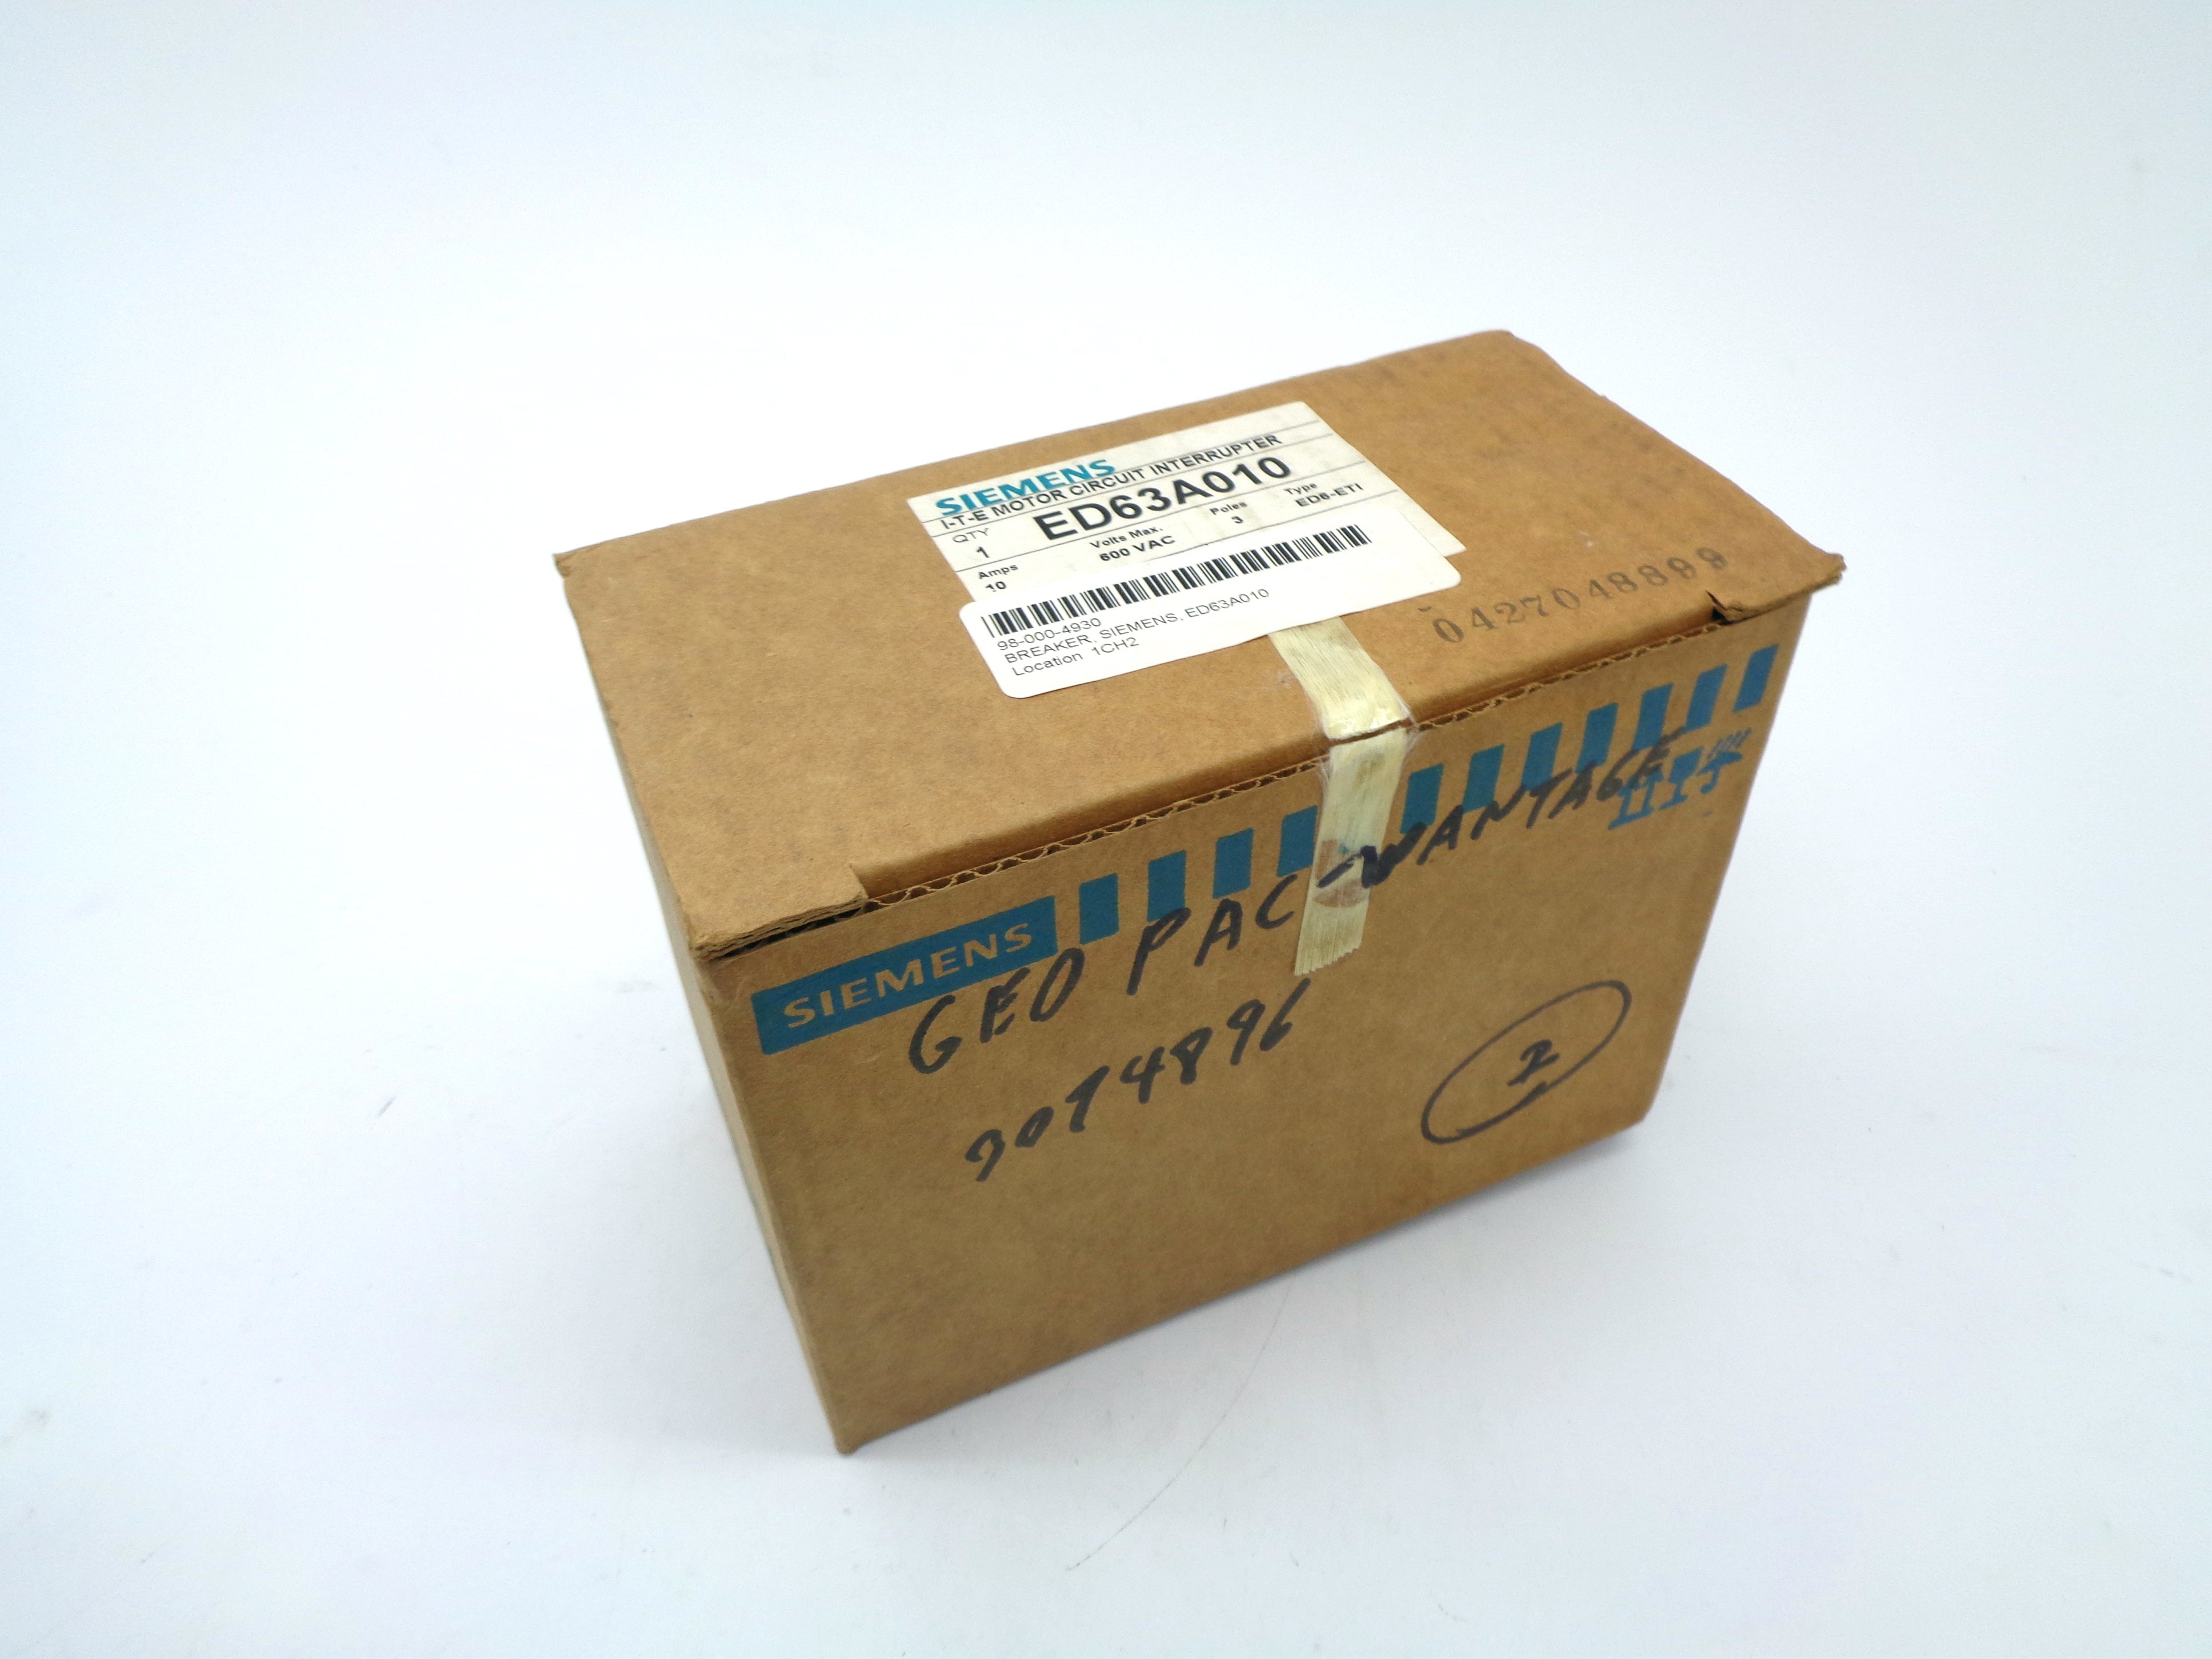 SIEMENS
I-T-E MOTOR CIRCUIT INTERRUPTER
QTY
1
ED63A010
Amps
10
Volts Max.
600 VAC
Poles
3
Type
ED6-ETI
98-000-4930
BREAKER, SIEMENS, ED63A010
Location 1CH2
0427048899
SIEMENS
GEO PAC-WANTAGE
4896
2